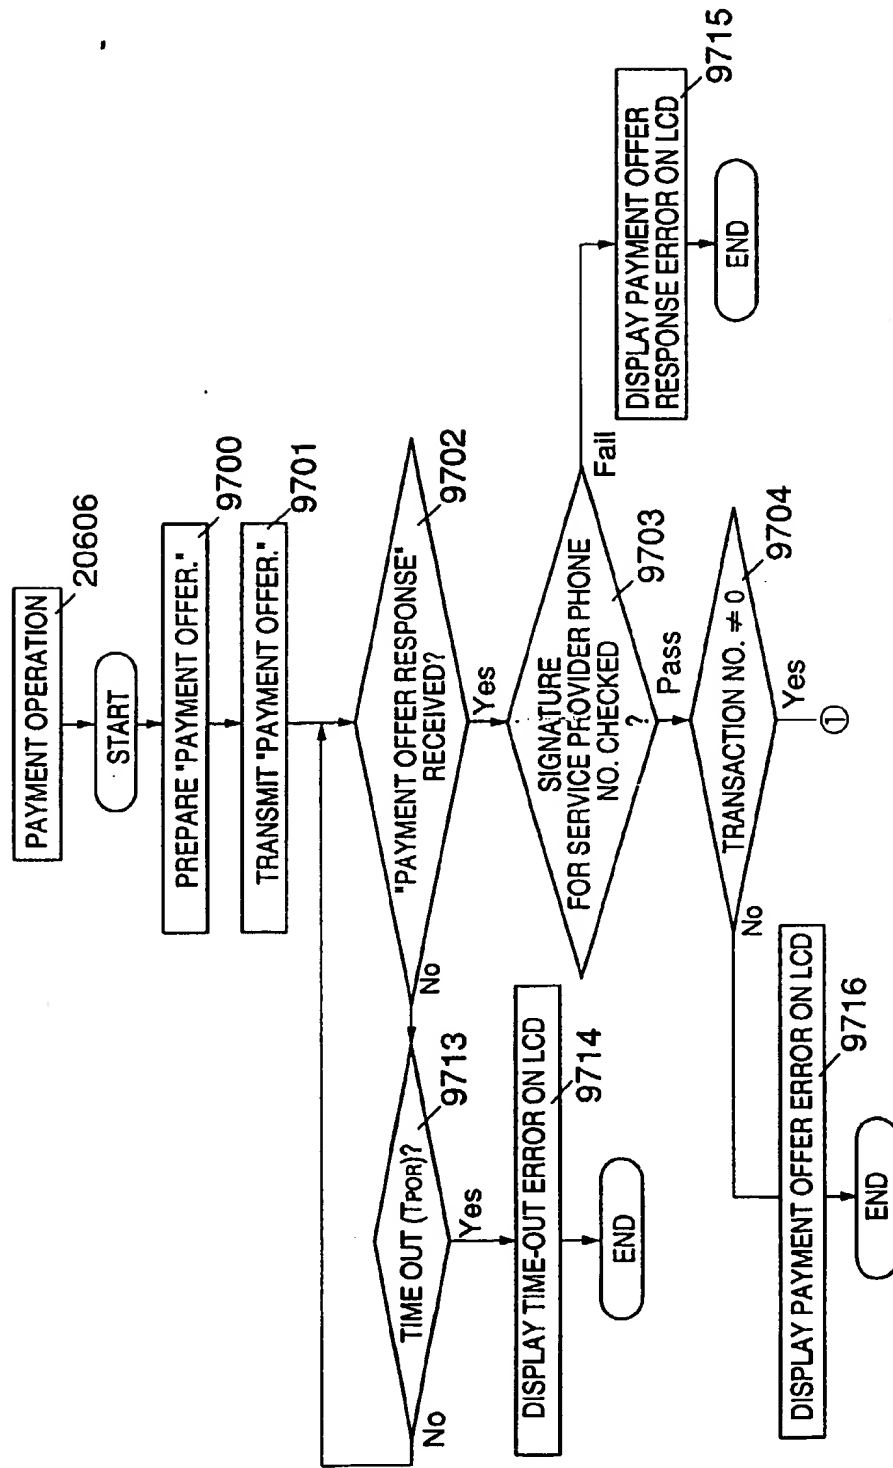 PAYMENT OPERATION
20606
START
PREPARE "PAYMENT OFFER."
9700
TRANSMIT "PAYMENT OFFER."
9701
"PAYMENT OFFER RESPONSE"
RECEIVED?
9702
No
Yes
TIME OUT (TPOR)?
9713
No
Yes
DISPLAY TIME-OUT ERROR ON LCD
9714
END
SIGNATURE
FOR SERVICE PROVIDER PHONE
NO. CHECKED
?
9703
Fail
Pass
DISPLAY PAYMENT OFFER
RESPONSE ERROR ON LCD
9715
END
TRANSACTION NO. ≠ 0
9704
No
Yes
①
DISPLAY PAYMENT OFFER ERROR ON LCD
9716
END